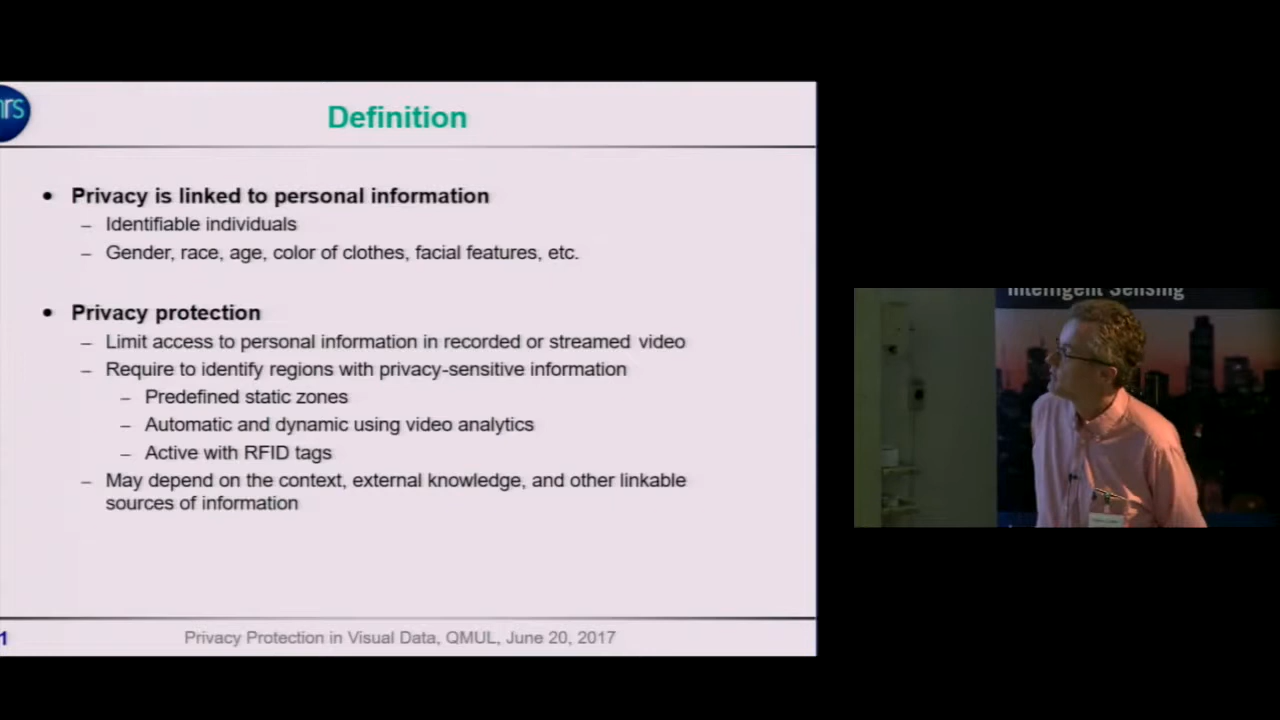 nrs
Definition
• Privacy is linked to personal information
– Identifiable individuals
– Gender, race, age, color of clothes, facial features, etc.
• Privacy protection
– Limit access to personal information in recorded or streamed video
– Require to identify regions with privacy-sensitive information
– Predefined static zones
– Automatic and dynamic using video analytics
– Active with RFID tags
– May depend on the context, external knowledge, and other linkable
sources of information
1
Privacy Protection in Visual Data, QMUL, June 20, 2017
Intelligent Sensing